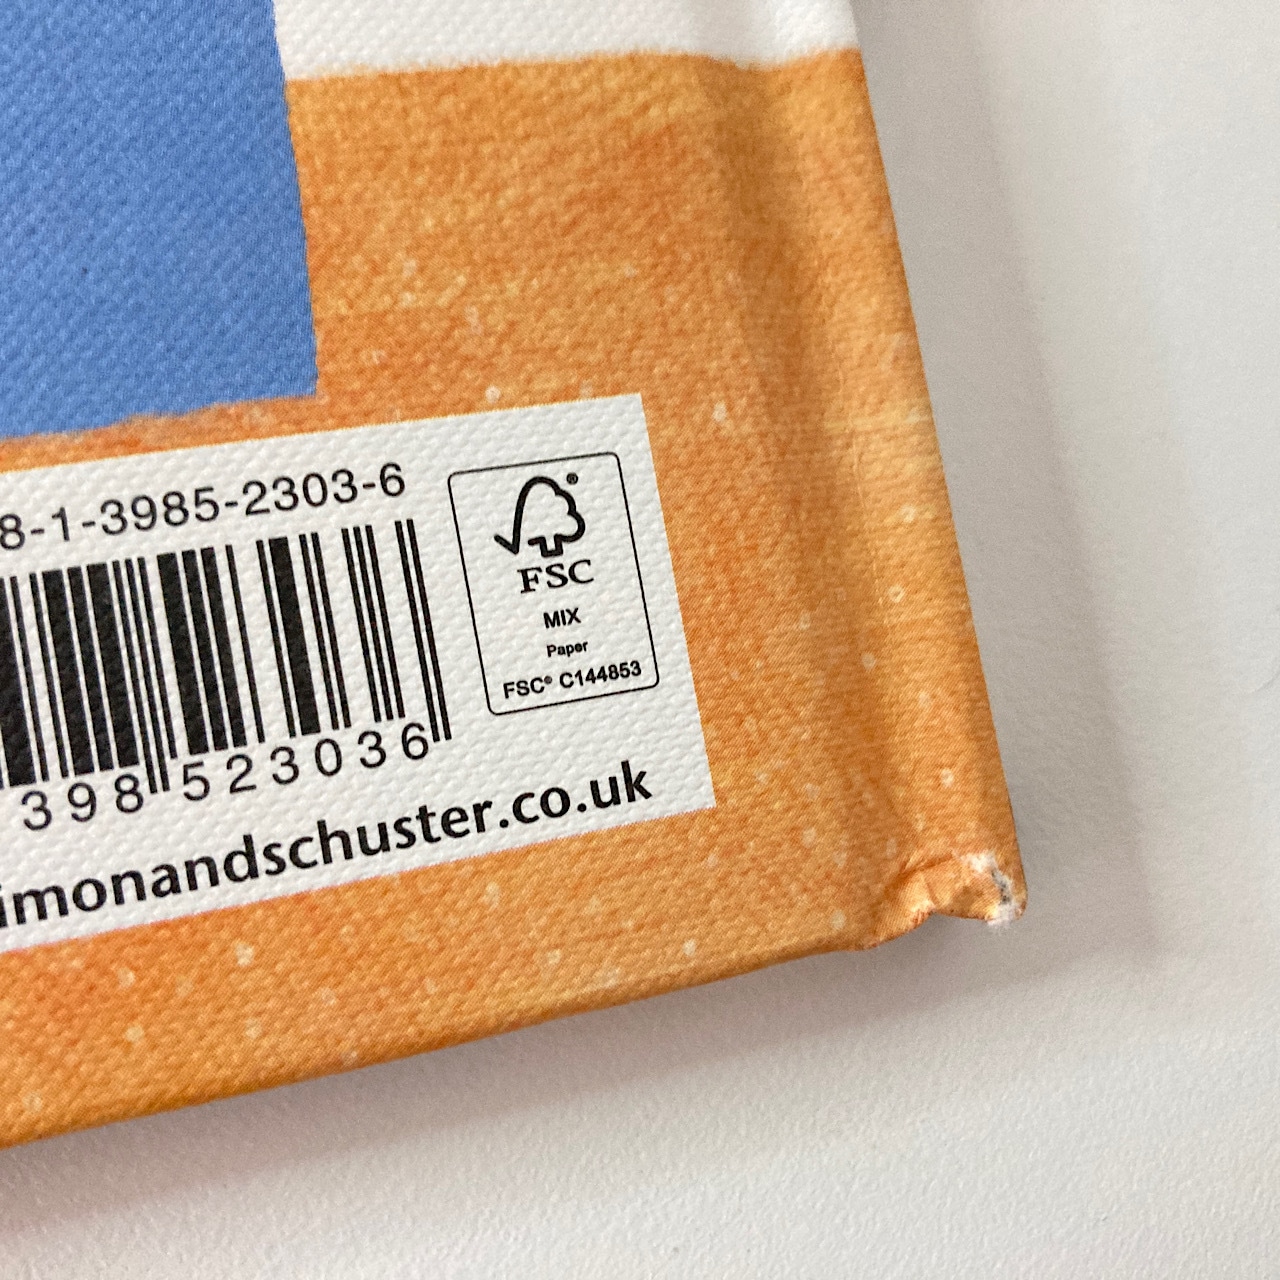 8-1-3985-2303-6
®
FSC
MIX
Paper
FSC® C144853
398 523036
imonandschuster.co.uk